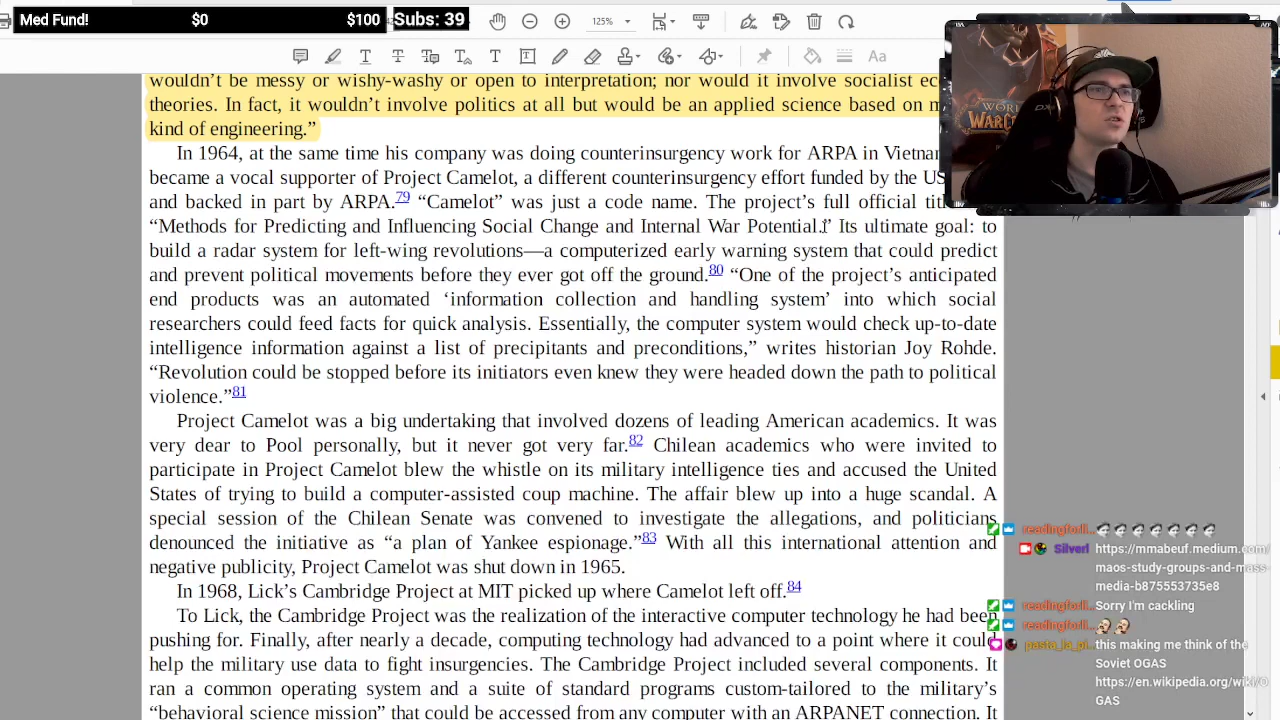 Med Fund! $0 $100 Subs: 39
125%
wouldn’t be messy or wishy-washy or open to interpretation; nor would it involve socialist
theories. In fact, it wouldn’t involve politics at all but would be an applied science based on
kind of engineering.”
In 1964, at the same time his company was doing counterinsurgency work for ARPA in
became a vocal supporter of Project Camelot, a different counterinsurgency effort funded by the
and backed in part by ARPA.79 “Camelot” was just a code name. The project’s full official
“Methods for Predicting and Influencing Social Change and Internal War Potential.” Its ultimate goal: to
build a radar system for left-wing revolutions—a computerized early warning system that could predict
and prevent political movements before they ever got off the ground.80 “One of the project’s anticipated
end products was an automated ‘information collection and handling system’ into which social
researchers could feed facts for quick analysis. Essentially, the computer system would check up-to-date
intelligence information against a list of precipitants and preconditions,” writes historian Joy Rohde.
“Revolution could be stopped before its initiators even knew they were headed down the path to political
violence.”81
Project Camelot was a big undertaking that involved dozens of leading American academics. It was
very dear to Pool personally, but it never got very far.82 Chilean academics who were invited to
participate in Project Camelot blew the whistle on its military intelligence ties and accused the United
States of trying to build a computer-assisted coup machine. The affair blew up into a huge scandal. A
special session of the Chilean Senate was convened to investigate the allegations, and politicians
denounced the initiative as “a plan of Yankee espionage.”83 With all this international attention and
negative publicity, Project Camelot was shut down in 1965.
In 1968, Lick’s Cambridge Project at MIT picked up where Camelot left off.84
To Lick, the Cambridge Project was the realization of the interactive computer technology he had been
pushing for. Finally, after nearly a decade, computing technology had advanced to a point where it could
help the military use data to fight insurgencies. The Cambridge Project included several components. It
ran a common operating system and a suite of standard programs custom-tailored to the military’s
“behavioral science mission” that could be accessed from any computer with an ARPANET connection. It
readingforli...
Silverl https://mmabeuf.medium.com/
maos-study-groups-and-mass-
media-b875553735e8
readingforli... Sorry I'm cackling
readingforli...
pasta_la_pi... this making me think of the
Soviet OGAS
https://en.wikipedia.org/wiki/O
GAS